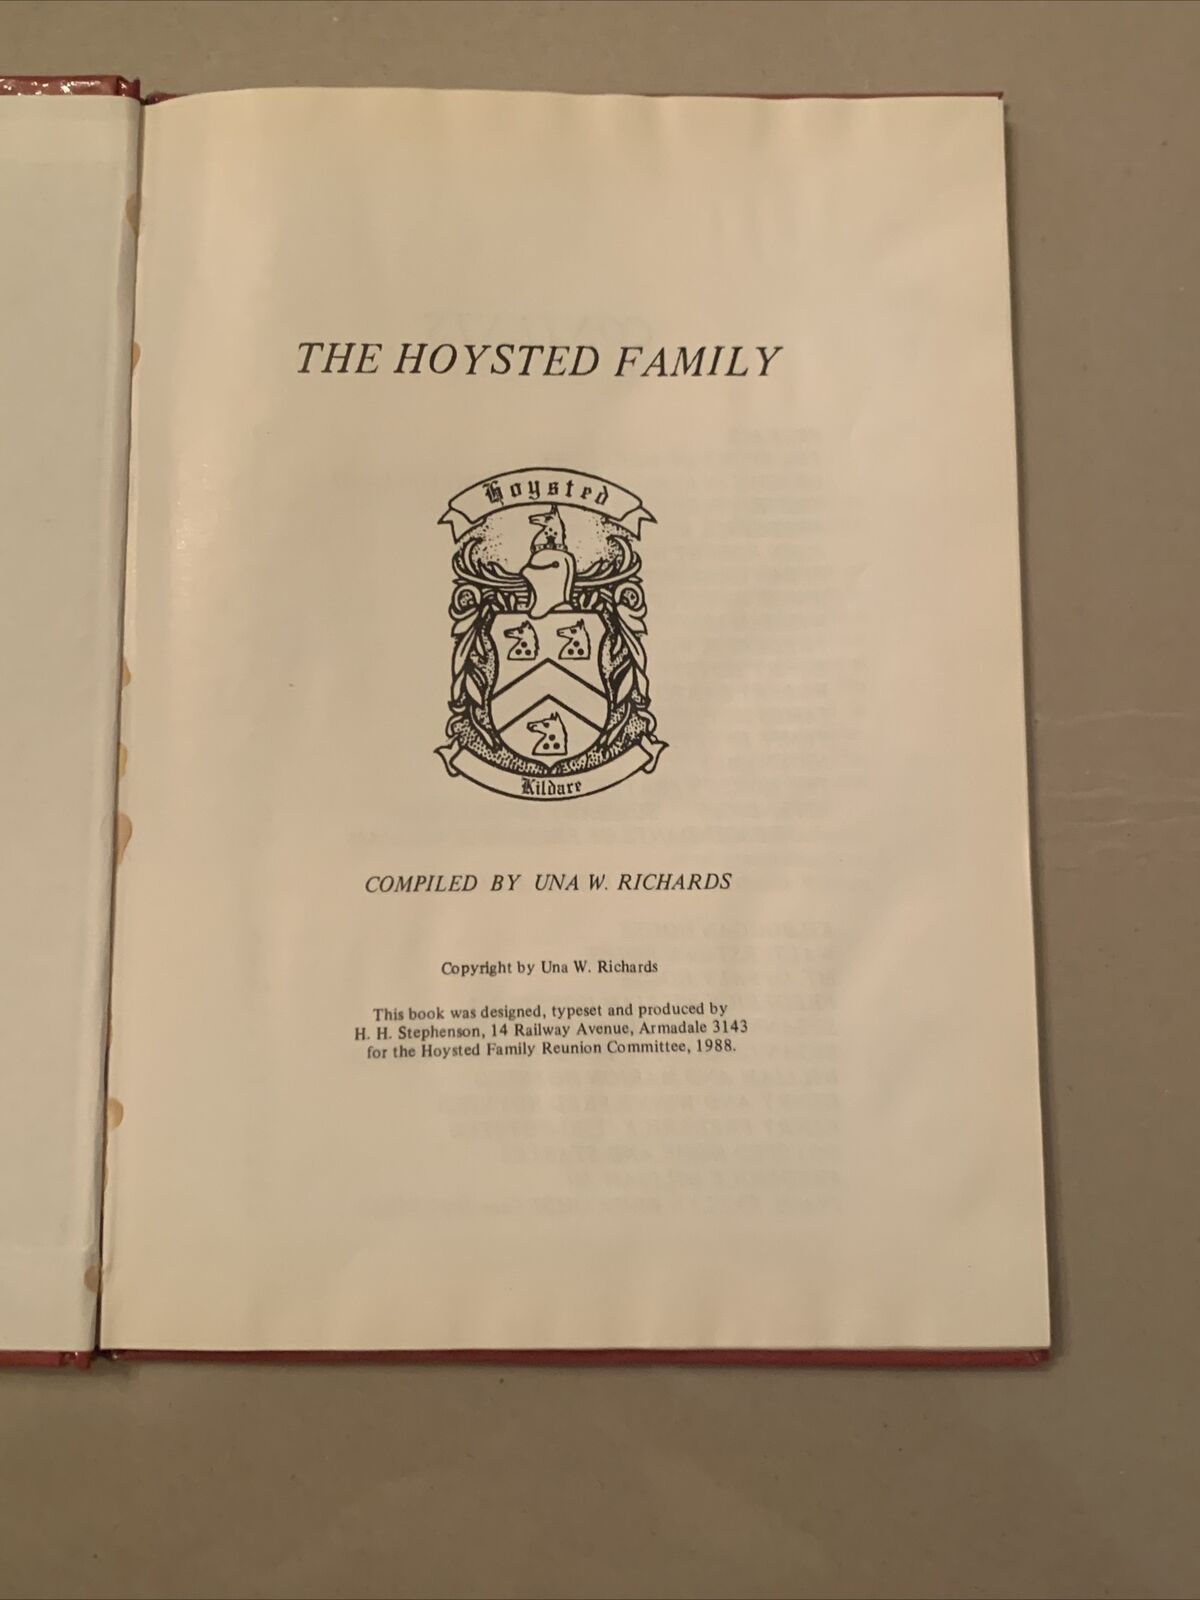 THE HOYSTED FAMILY
Hoysted
Kildare
COMPILED BY UNA W. RICHARDS
Copyright by Una W. Richards
This book was designed, typeset and produced by
H. H. Stephenson, 14 Railway Avenue, Armadale 3143
for the Hoysted Family Reunion Committee, 1988.